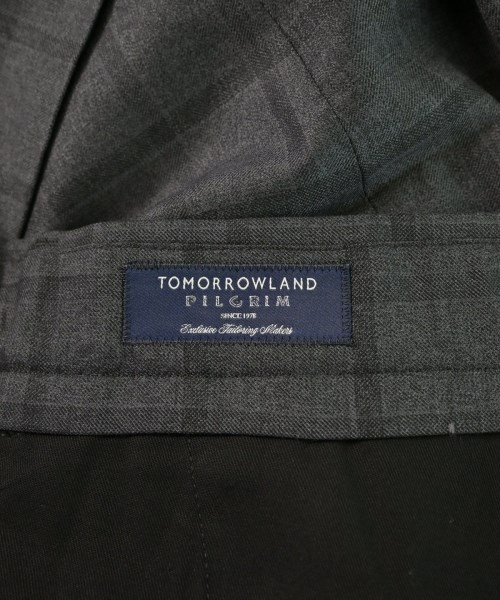 TOMORROWLAND
PILGRIM
SINCE 1978
Exclusive Tailoring Makers